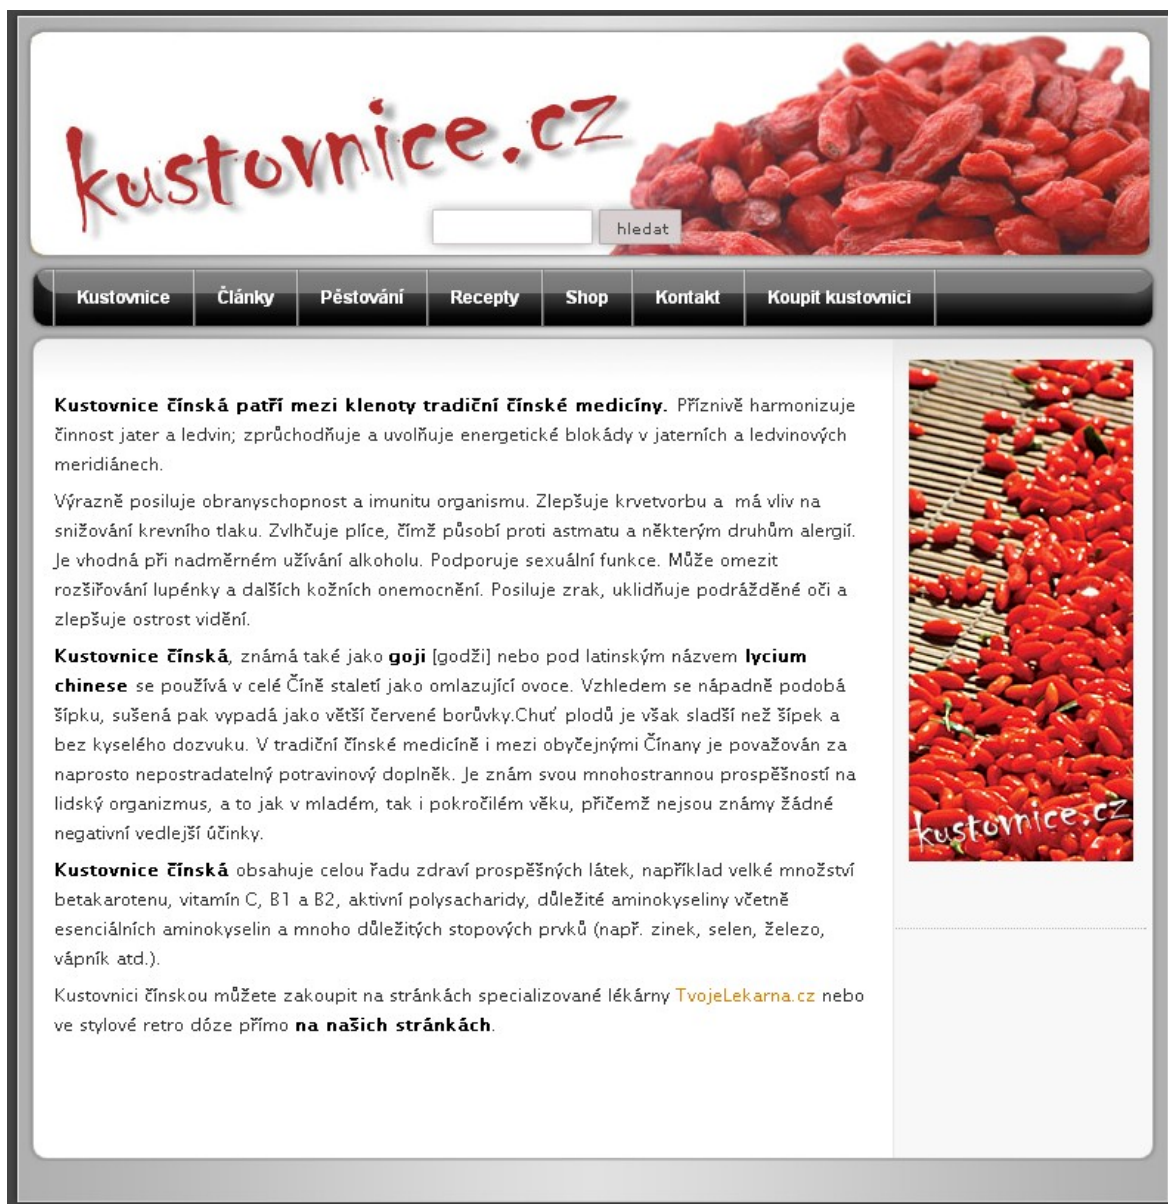 kustovnice.cz
hledat
Kustovnice Články Pěstování Recepty Shop Kontakt Koupit kustovnici
Kustovnice čínská patří mezi klenoty tradiční čínské medicíny. Příznivě harmonizuje
činnost jater a ledvin; zprůchodňuje a uvolňuje energetické blokády v jaterních a ledvinových
meridiánech.
Výrazně posiluje obranyschopnost a imunitu organismu. Zlepšuje krvetvorbu a  má vliv na
snižování krevního tlaku. Zvlhčuje plíce, čímž působí proti astmatu a některým druhům alergií.
Je vhodná při nadměrném užívání alkoholu. Podporuje sexuální funkce. Může omezit
rozšiřování lupénky a dalších kožních onemocnění. Posiluje zrak, uklidňuje podrážděné oči a
zlepšuje ostrost vidění.
Kustovnice čínská, známá také jako goji [godži] nebo pod latinským názvem lycium
chinese se používá v celé Číně staletí jako omlazující ovoce. Vzhledem se nápadně podobá
šípku, sušená pak vypadá jako větší červené borůvky.Chuť plodů je však sladší než šípek a
bez kyselého dozvuku. V tradiční čínské medicíně i mezi obyčejnými Číňany je považován za
naprosto nepostradatelný potravinový doplněk. Je znám svou mnohostrannou prospěšností na
lidský organizmus, a to jak v mladém, tak i pokročilém věku, přičemž nejsou známy žádné
negativní vedlejší účinky.
Kustovnice čínská obsahuje celou řadu zdraví prospěšných látek, například velké množství
betakarotenu, vitamín C, B1 a B2, aktivní polysacharidy, důležité aminokyseliny včetně
esenciálních aminokyselin a mnoho důležitých stopových prvků (např. zinek, selen, železo,
vápník atd.).
Kustovnici čínskou můžete zakoupit na stránkách specializované lékárny TvojeLekarna.cz nebo
ve stylové retro dóze přímo na našich stránkách.
kustovnice.cz